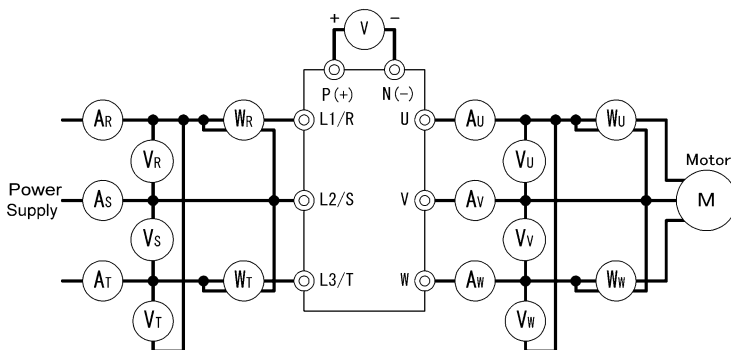 + V −
P (+) N (−)
AR WR L1/R U AU WU
VR VU Motor
Power Supply AS L2/S V AV M
VS VV
AT WT L3/T W AW WW
VT VW